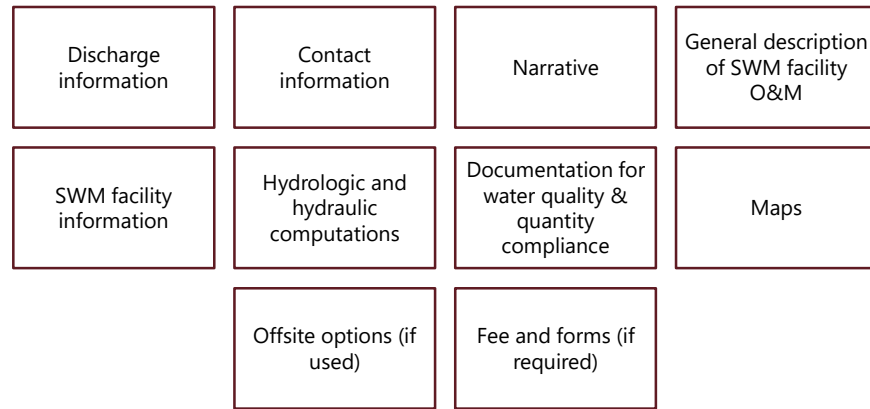 Discharge
information
Contact
information
Narrative
General description
of SWM facility
O&M
SWM facility
information
Hydrologic and
hydraulic
computations
Documentation for
water quality &
quantity
compliance
Maps
Offsite options (if
used)
Fee and forms (if
required)